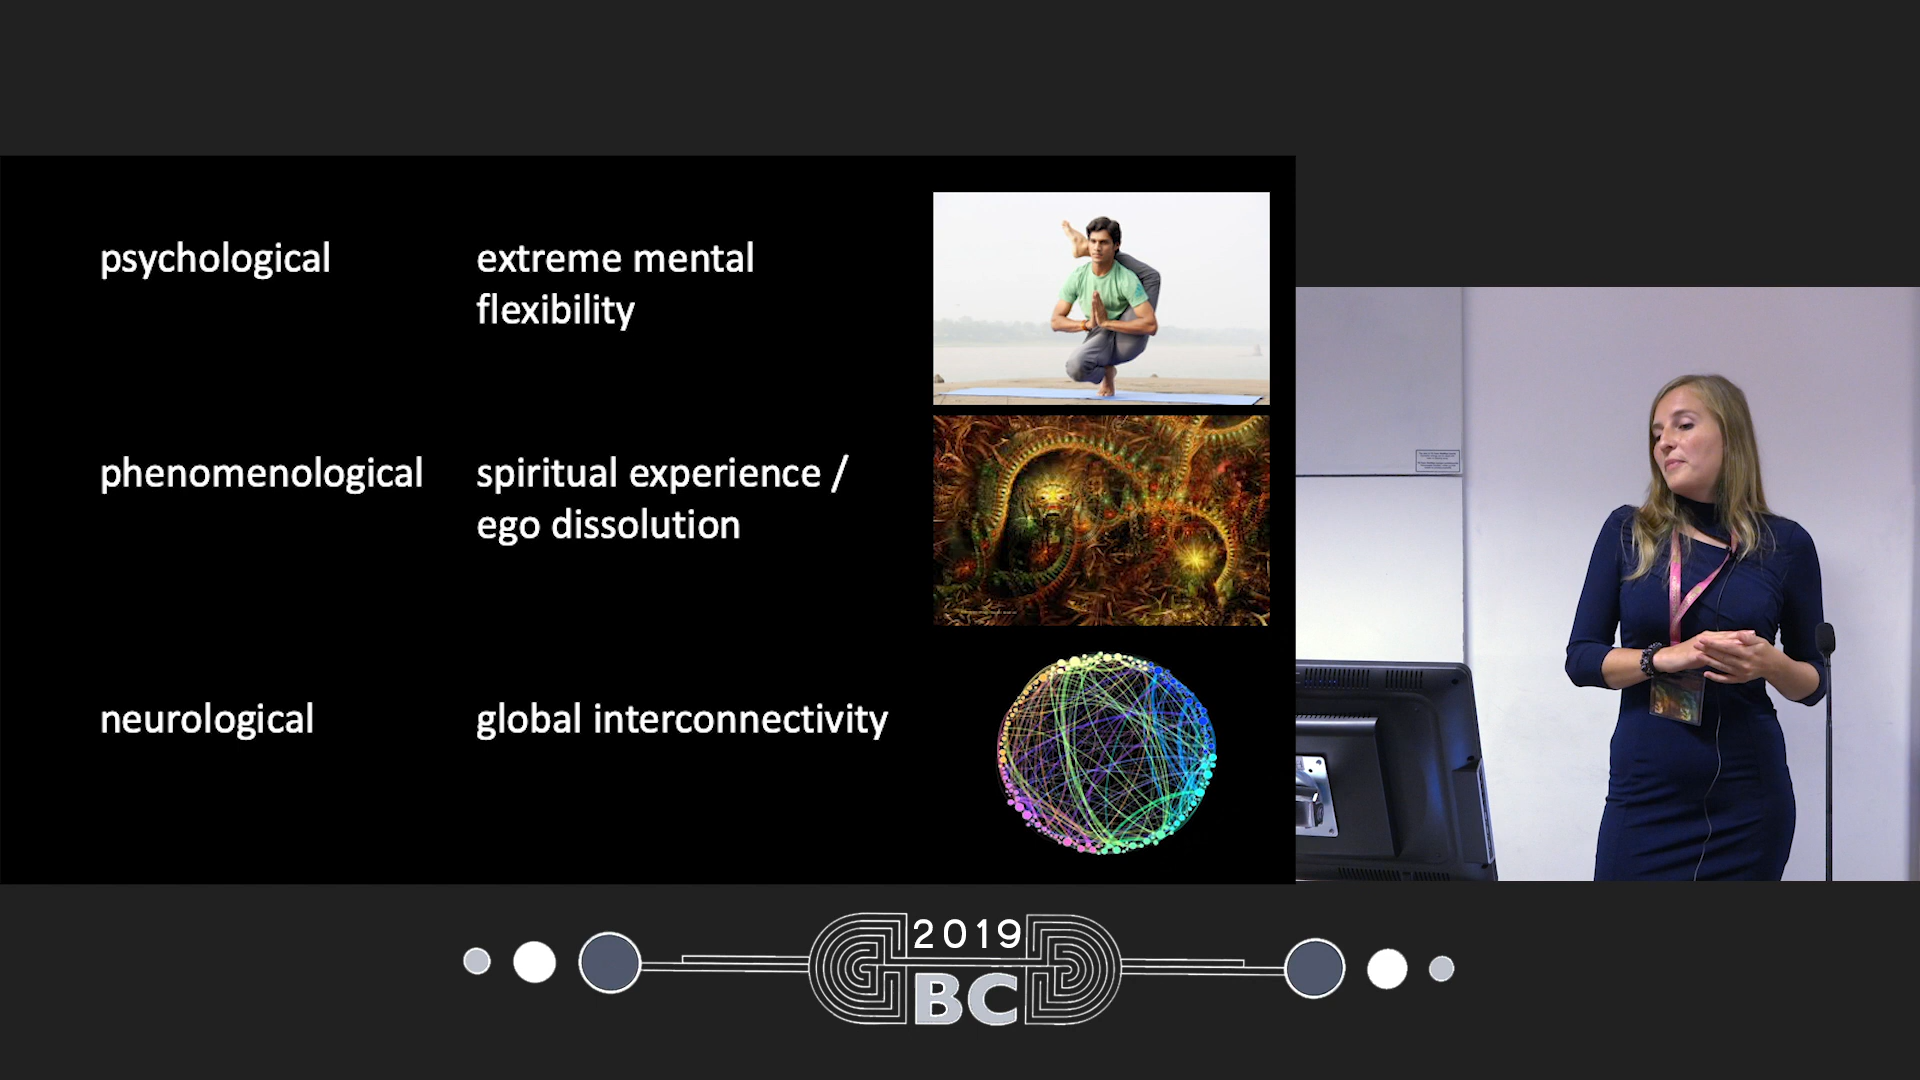 psychological
extreme mental
flexibility
phenomenological
spiritual experience /
ego dissolution
neurological
global interconnectivity
2019
BC